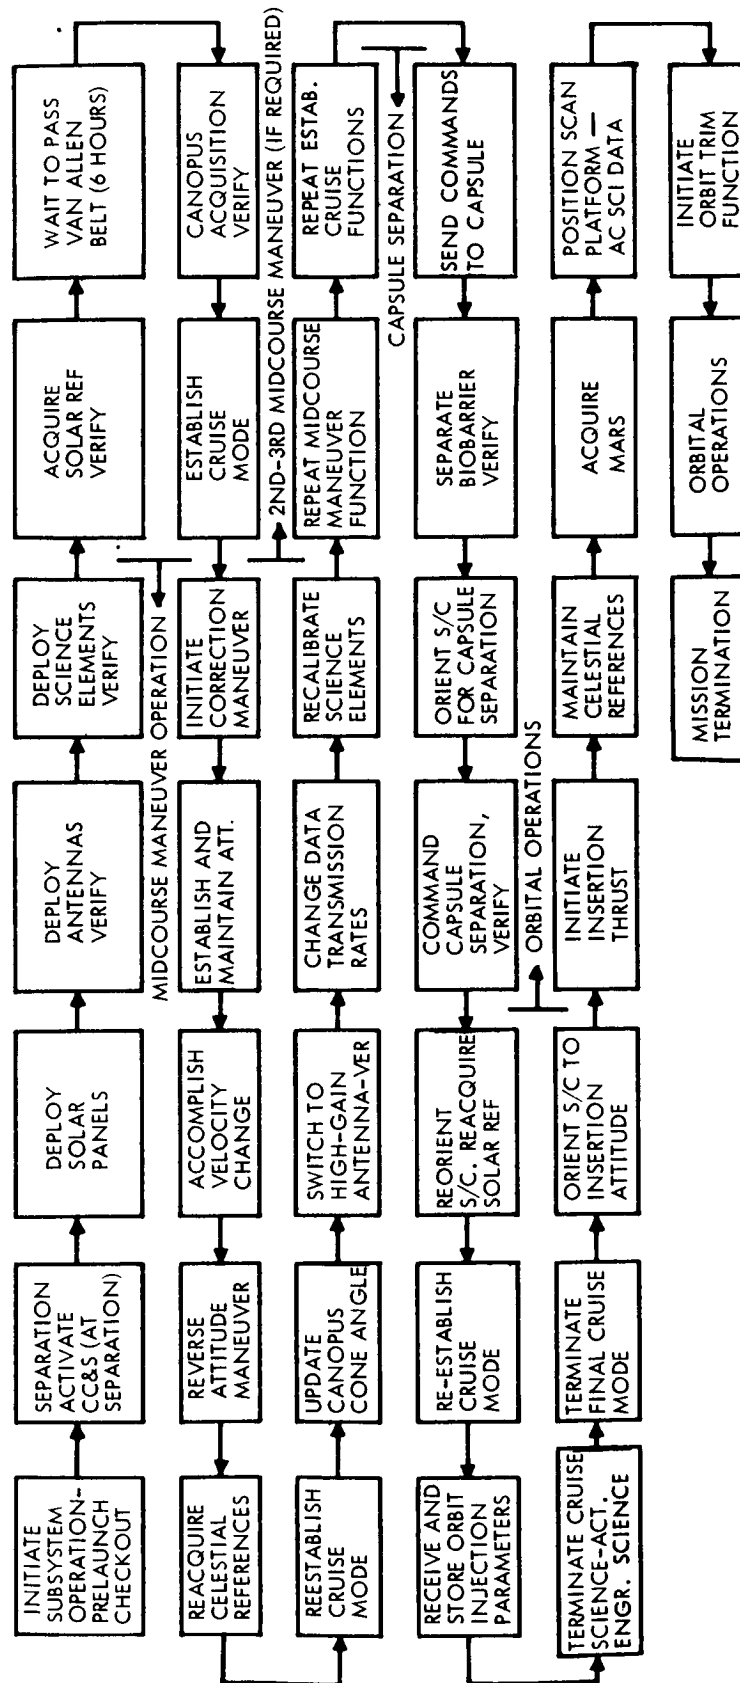 INITIATE
SUBSYSTEM
OPERATION-
PRELAUNCH
CHECKOUT
SEPARATION
ACTIVATE
CC&S (AT
SEPARATION)
DEPLOY
SOLAR
PANELS
DEPLOY
ANTENNAS
VERIFY
DEPLOY
SCIENCE
ELEMENTS
VERIFY
ACQUIRE
SOLAR REF
VERIFY
WAIT TO PASS
VAN ALLEN
BELT (6 HOURS)
MIDCOURSE MANEUVER OPERATION
CANOPUS
ACQUISITION
VERIFY
ESTABLISH
CRUISE
MODE
INITIATE
CORRECTION
MANEUVER
ESTABLISH AND
MAINTAIN ATT.
ACCOMPLISH
VELOCITY
CHANGE
REVERSE
ATTITUDE
MANEUVER
REACQUIRE
CELESTIAL
REFERENCES
2ND-3RD MIDCOURSE MANEUVER (IF REQUIRED)
REESTABLISH
CRUISE
MODE
UPDATE
CANOPUS
CONE ANGLE
SWITCH TO
HIGH-GAIN
ANTENNA-VER
CHANGE DATA
TRANSMISSION
RATES
RECALIBRATE
SCIENCE
ELEMENTS
REPEAT MIDCOURSE
MANEUVER
FUNCTION
REPEAT ESTAB.
CRUISE
FUNCTIONS
CAPSULE SEPARATION
SEND COMMANDS
TO CAPSULE
SEPARATE
BIOBARRIER
VERIFY
ORIENT S/C
FOR CAPSULE
SEPARATION
COMMAND
CAPSULE
SEPARATION,
VERIFY
REORIENT
S/C. REACQUIRE
SOLAR REF
RE-ESTABLISH
CRUISE
MODE
RECEIVE AND
STORE ORBIT
INJECTION
PARAMETERS
ORBITAL OPERATIONS
TERMINATE CRUISE
SCIENCE-ACT.
ENGR. SCIENCE
TERMINATE
FINAL CRUISE
MODE
ORIENT S/C TO
INSERTION
ATTITUDE
INITIATE
INSERTION
THRUST
MAINTAIN
CELESTIAL
REFERENCES
ACQUIRE
MARS
POSITION SCAN
PLATFORM —
AC SCI DATA
INITIATE
ORBIT TRIM
FUNCTION
ORBITAL
OPERATIONS
MISSION
TERMINATION